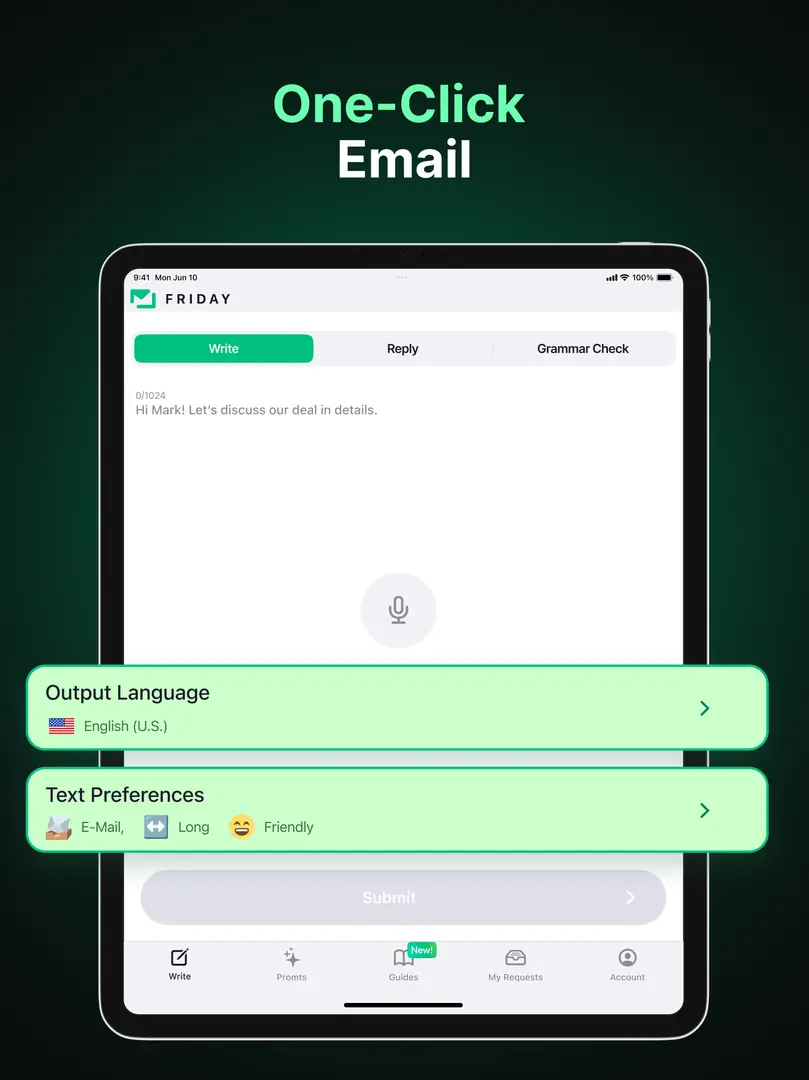 One-Click
Email
9:41 Mon Jun 10
100%
FRIDAY
Write
Reply
Grammar Check
0/1024
Hi Mark! Let's discuss our deal in details.
Output Language
English (U.S.)
Text Preferences
E-Mail, Long Friendly
Submit
New!
Write
Promts
Guides
My Requests
Account